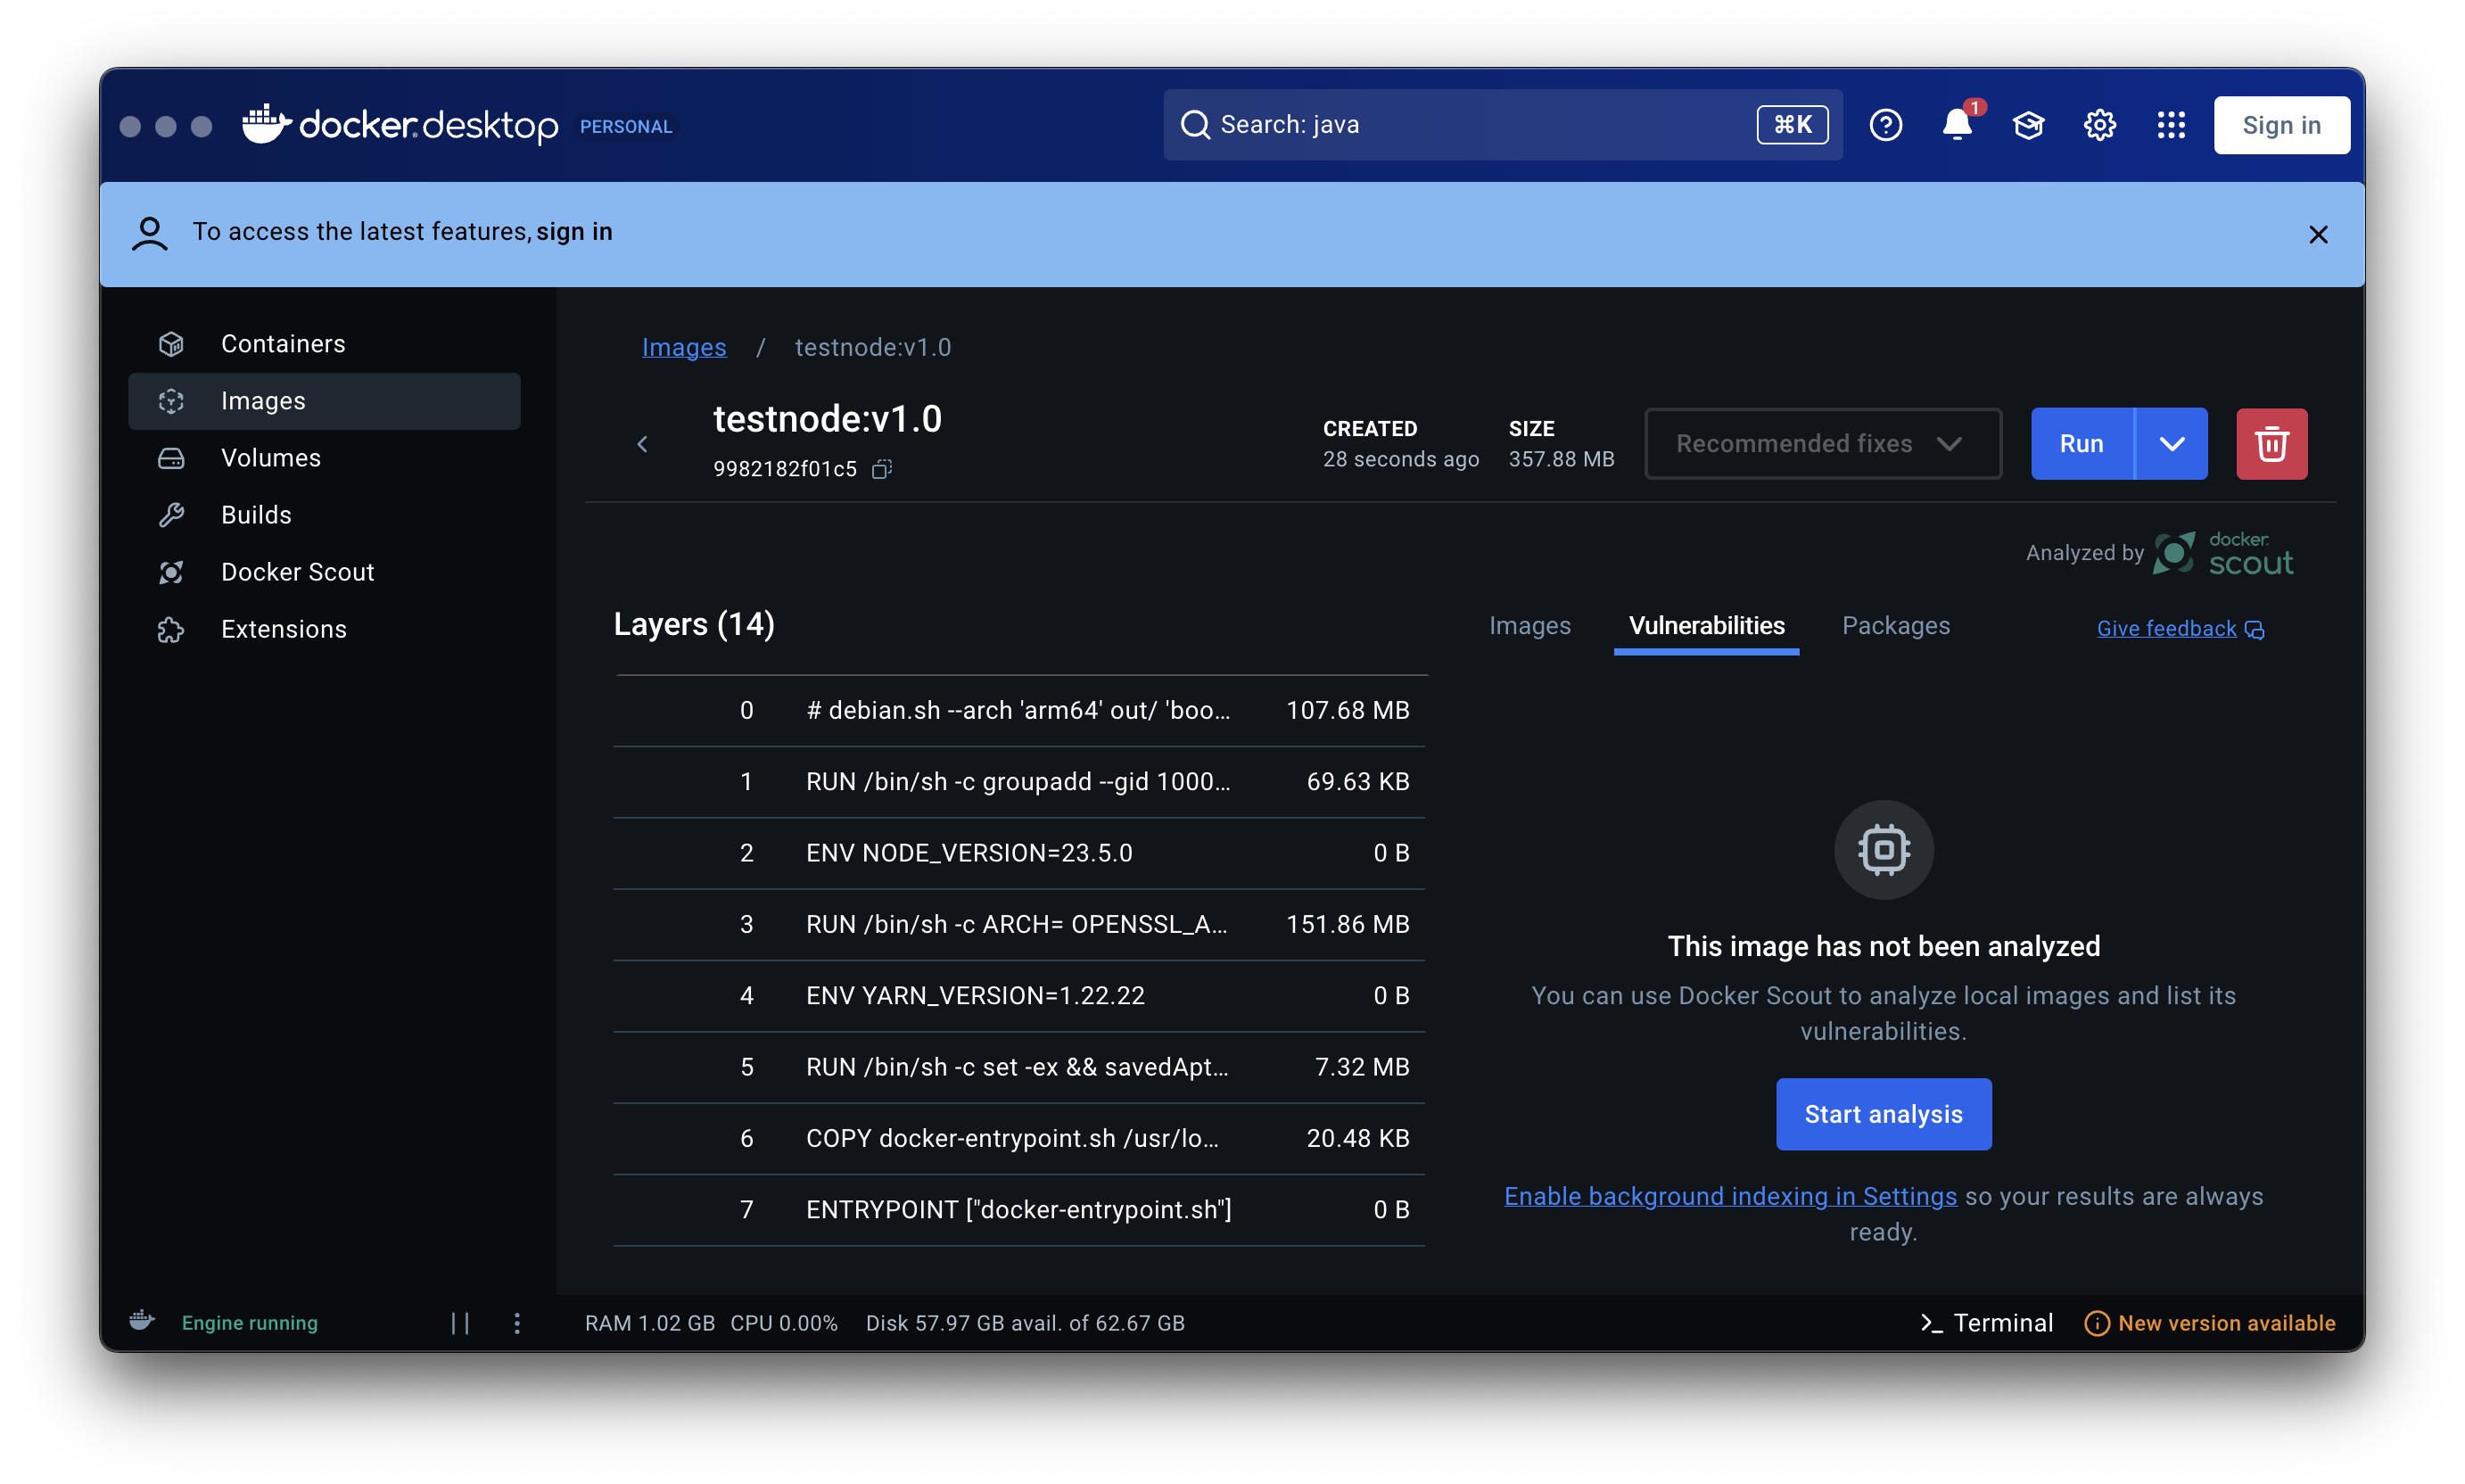 docker.desktop PERSONAL
Search: java
⌘K
1
Sign in
To access the latest features, sign in
Containers
Images
Volumes
Builds
Docker Scout
Extensions
Images / testnode:v1.0
testnode:v1.0
9982182f01c5
CREATED
28 seconds ago
SIZE
357.88 MB
Recommended fixes
Run
Analyzed by docker scout
Layers (14)
0 # debian.sh --arch 'arm64' out/ 'boo... 107.68 MB
1 RUN /bin/sh -c groupadd --gid 1000... 69.63 KB
2 ENV NODE_VERSION=23.5.0 0 B
3 RUN /bin/sh -c ARCH= OPENSSL_A... 151.86 MB
4 ENV YARN_VERSION=1.22.22 0 B
5 RUN /bin/sh -c set -ex && savedApt... 7.32 MB
6 COPY docker-entrypoint.sh /usr/lo... 20.48 KB
7 ENTRYPOINT ["docker-entrypoint.sh"] 0 B
Images Vulnerabilities Packages Give feedback
This image has not been analyzed
You can use Docker Scout to analyze local images and list its
vulnerabilities.
Start analysis
Enable background indexing in Settings so your results are always
ready.
Engine running
RAM 1.02 GB CPU 0.00% Disk 57.97 GB avail. of 62.67 GB
Terminal
New version available